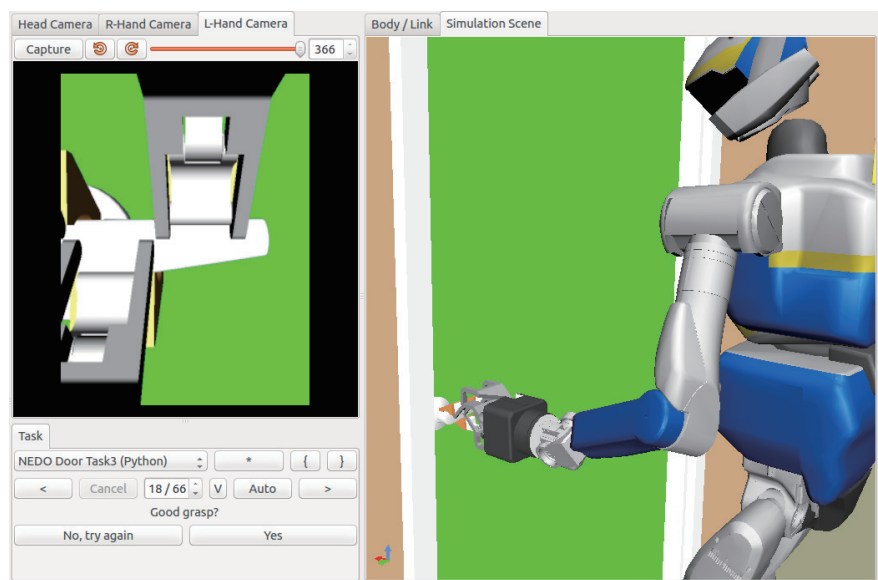 Head Camera R-Hand Camera L-Hand Camera
Capture 366
Body / Link Simulation Scene
Task
NEDO Door Task3 (Python) * { }
< Cancel 18 / 66 V Auto >
Good grasp?
No, try again Yes